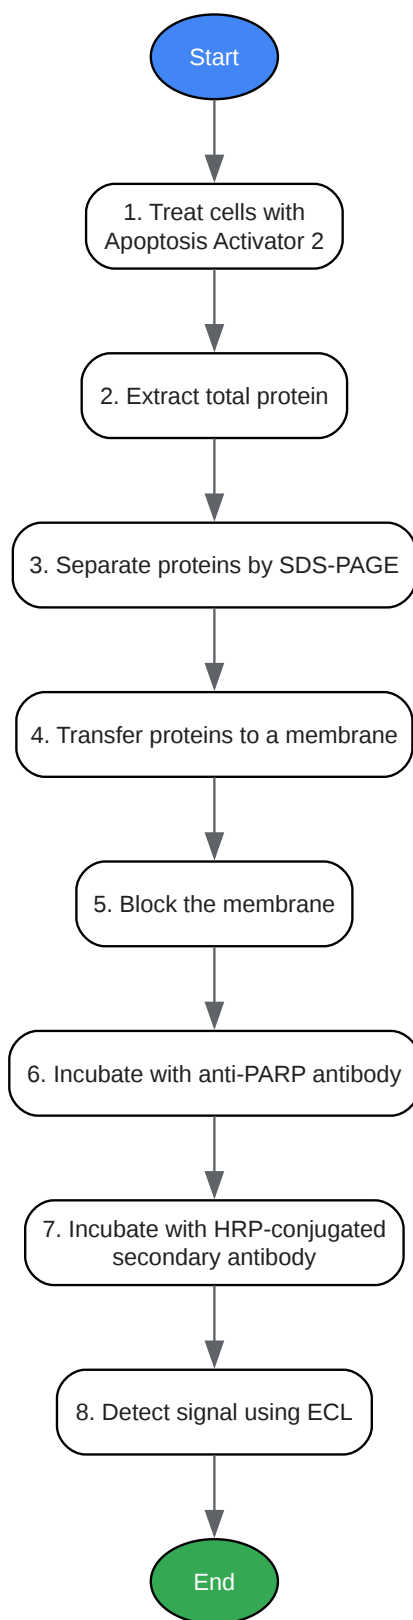 Start
1. Treat cells with
Apoptosis Activator 2
2. Extract total protein
3. Separate proteins by SDS-PAGE
4. Transfer proteins to a membrane
5. Block the membrane
6. Incubate with anti-PARP antibody
7. Incubate with HRP-conjugated
secondary antibody
8. Detect signal using ECL
End